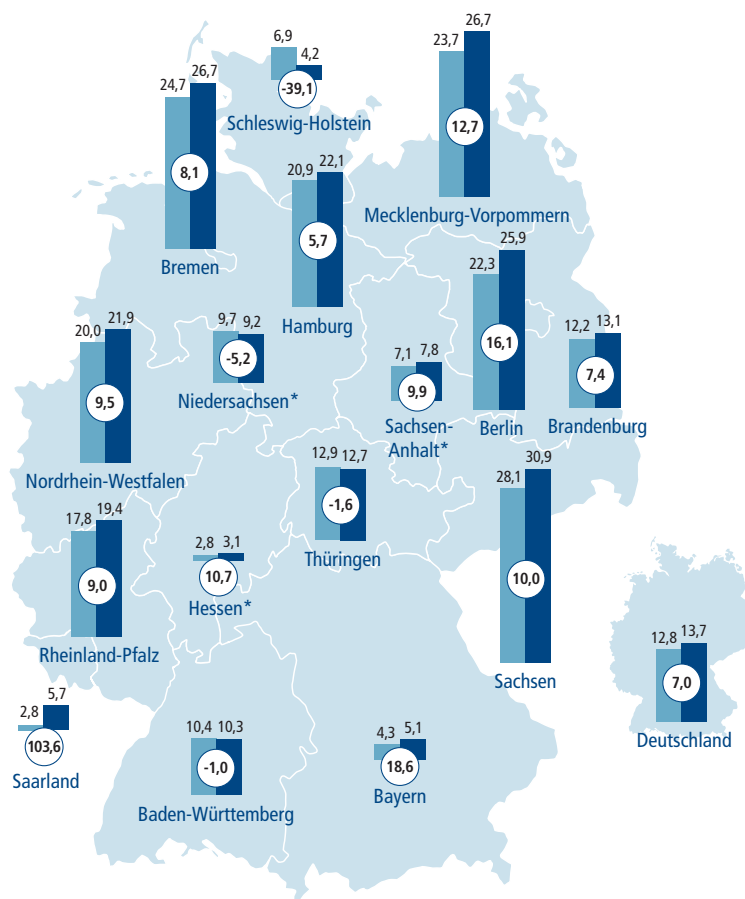 6,9 4,2
-39,1
Schleswig-Holstein
23,7 26,7
12,7
Mecklenburg-Vorpommern
24,7 26,7
8,1
Bremen
20,9 22,1
5,7
Hamburg
22,3 25,9
16,1
Berlin
20,0 21,9
9,5
Nordrhein-Westfalen
9,7 9,2
-5,2
Niedersachsen*
7,1 7,8
9,9
Sachsen-
Anhalt*
12,2 13,1
7,4
Brandenburg
12,9 12,7
-1,6
Thüringen
28,1 30,9
10,0
Sachsen
17,8 19,4
9,0
Rheinland-Pfalz
2,8 3,1
10,7
Hessen*
12,8 13,7
7,0
Deutschland
2,8 5,7
103,6
Saarland
10,4 10,3
-1,0
Baden-Württemberg
4,3 5,1
18,6
Bayern